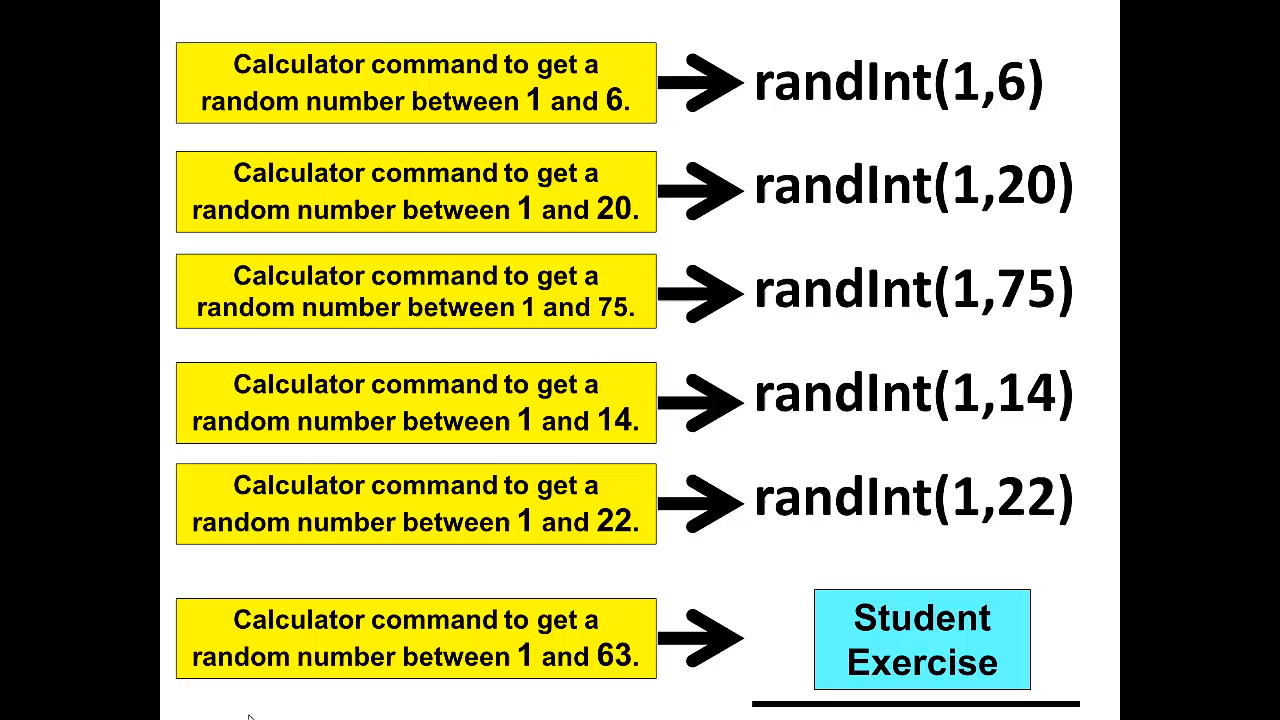 Calculator command to get a
random number between 1 and 6.
randInt(1,6)
Calculator command to get a
random number between 1 and 20.
randInt(1,20)
Calculator command to get a
random number between 1 and 75.
randInt(1,75)
Calculator command to get a
random number between 1 and 14.
randInt(1,14)
Calculator command to get a
random number between 1 and 22.
randInt(1,22)
Calculator command to get a
random number between 1 and 63.
Student
Exercise